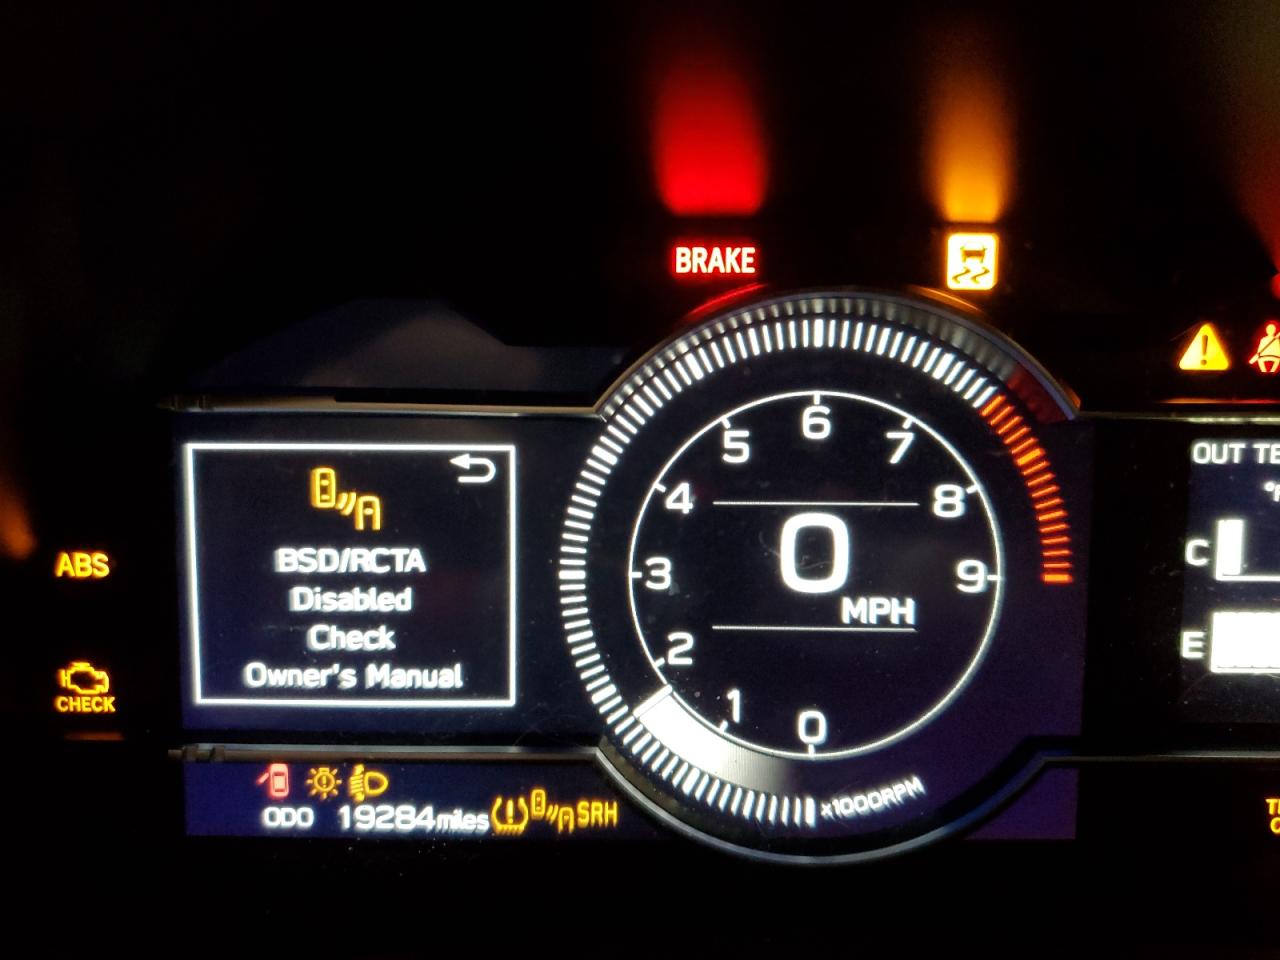 BRAKE
OUT TE
°F
ABS
CHECK
BSD/RCTA
Disabled
Check
Owner's Manual
0
1
2
3
4
5
6
7
8
9
0
MPH
x1000RPM
C
E
ODO 19284miles
SRH